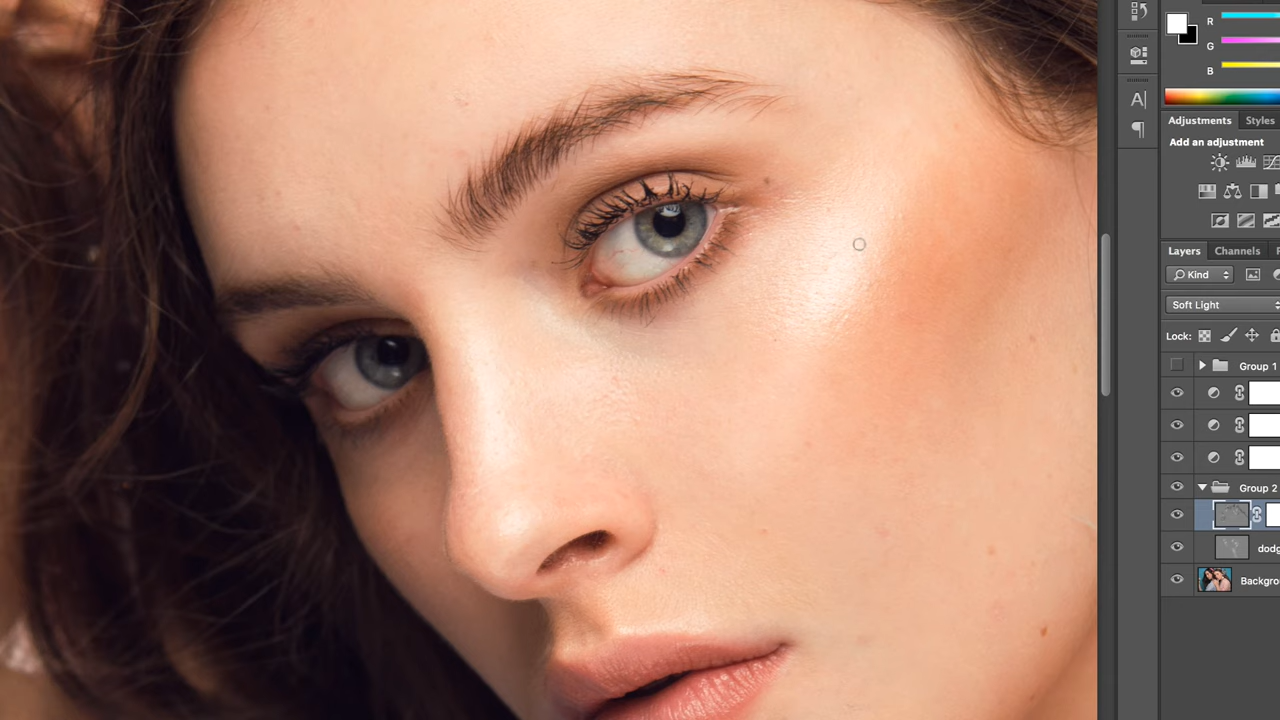 R
G
B
A|
¶
Adjustments Styles
Add an adjustment
Layers Channels
Kind
Soft Light
Lock:
Group 1
Group 2
dodg
Backgro